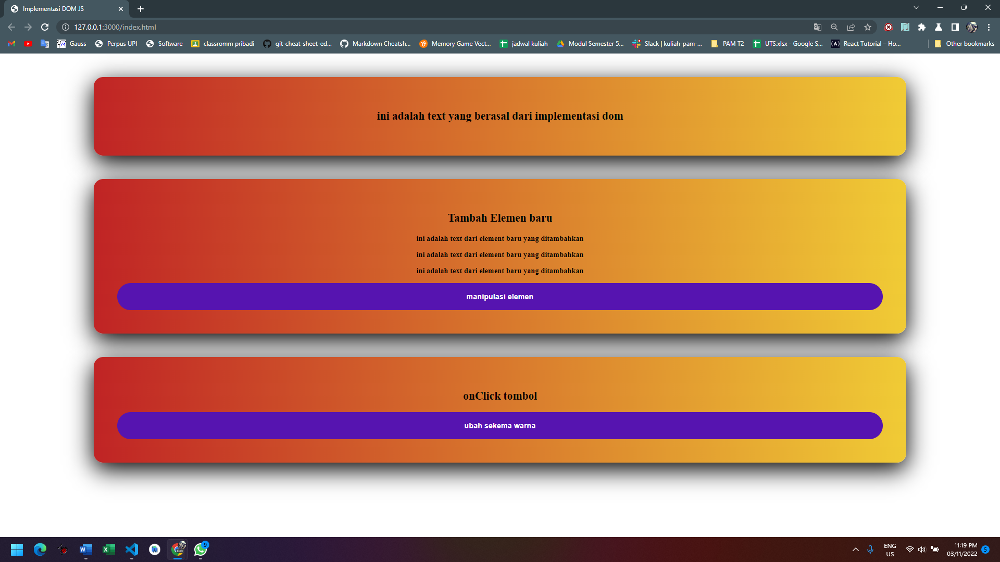 Implementasi DOM JS
127.0.0.1:3000/index.html
Gauss
Perpus UPI
Software
classromm pribadi
git-cheat-sheet-ed...
Markdown Cheatsh...
Memory Game Vect...
jadwal kuliah
Modul Semester 5...
Slack | kuliah-pam-...
PAM T2
UTS.xlsx - Google S...
React Tutorial – Ho...
Other bookmarks
ini adalah text yang berasal dari implementasi dom
Tambah Elemen baru
ini adalah text dari element baru yang ditambahkan
ini adalah text dari element baru yang ditambahkan
ini adalah text dari element baru yang ditambahkan
manipulasi elemen
onClick tombol
ubah sekema warna
9
Dev
ENG
US
11:19 PM
03/11/2022
5